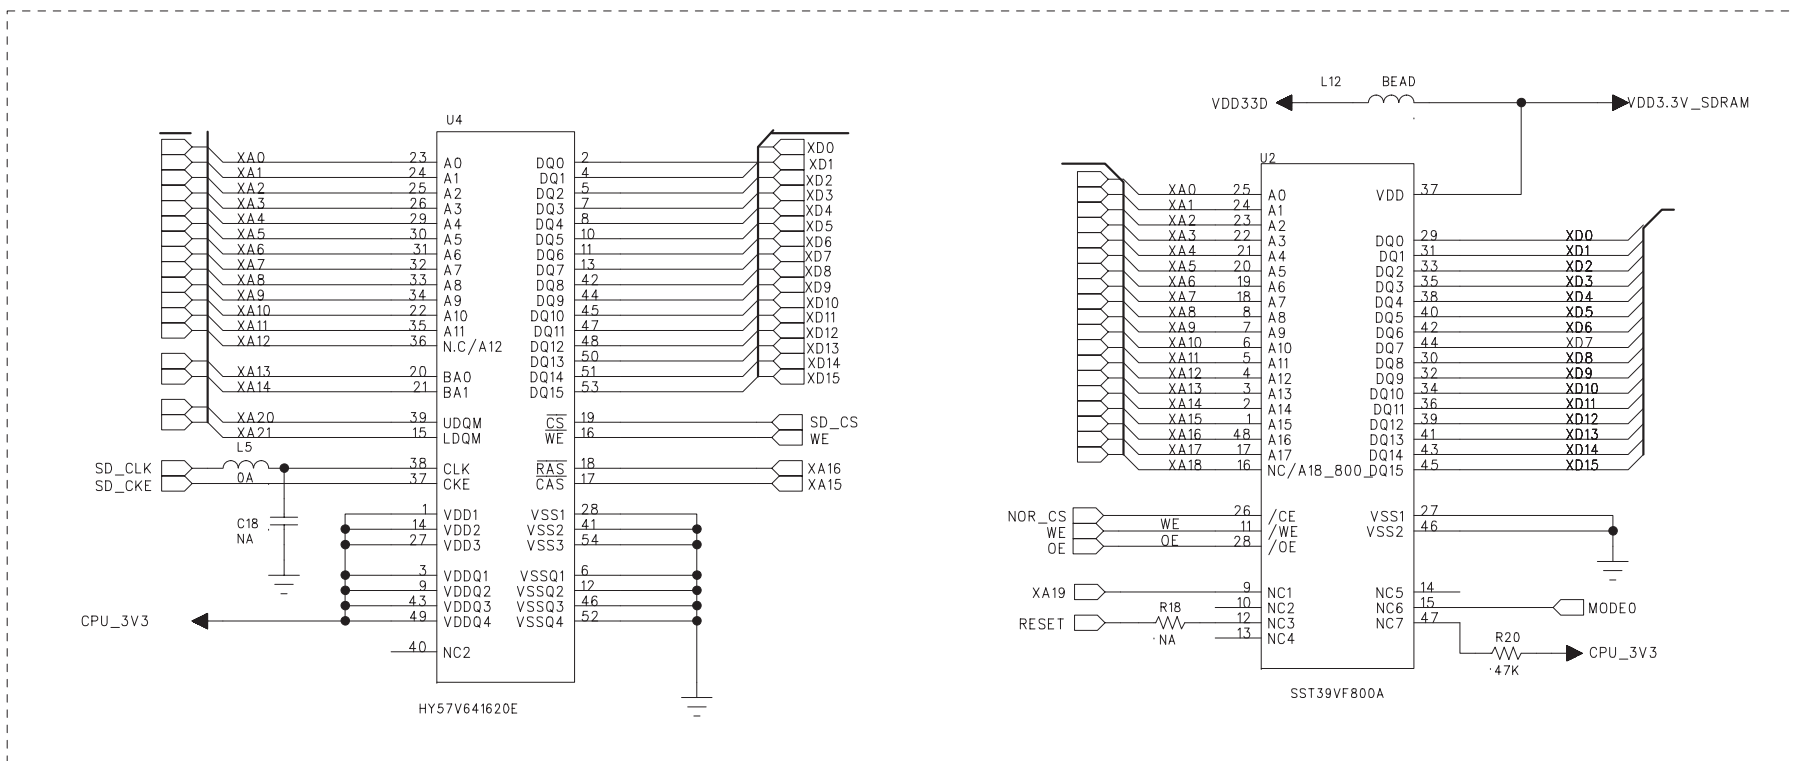 L12 BEAD
VDD33D VDD3.3V_SDRAM
U4
XA0 23 A0 DQ0 2 XD0
XA1 24 A1 DQ1 4 XD1
XA2 25 A2 DQ2 5 XD2
XA3 26 A3 DQ3 7 XD3
XA4 29 A4 DQ4 8 XD4
XA5 30 A5 DQ5 10 XD5
XA6 31 A6 DQ6 11 XD6
XA7 32 A7 DQ7 13 XD7
XA8 33 A8 DQ8 42 XD8
XA9 34 A9 DQ9 44 XD9
XA10 22 A10 DQ10 45 XD10
XA11 35 A11 DQ11 47 XD11
XA12 36 N.C/A12 DQ12 48 XD12
DQ13 50 XD13
XA13 20 BA0 DQ14 51 XD14
XA14 21 BA1 DQ15 53 XD15
XA20 39 UDQM CS 19 SD_CS
XA21 15 LDQM WE 16 WE
L5
SD_CLK 38 CLK RAS 18 XA16
SD_CKE 0A 37 CKE CAS 17 XA15
1 VDD1 VSS1 28
C18 14 VDD2 VSS2 41
NA 27 VDD3 VSS3 54
3 VDDQ1 VSSQ1 6
9 VDDQ2 VSSQ2 12
43 VDDQ3 VSSQ3 46
CPU_3V3 49 VDDQ4 VSSQ4 52
40 NC2
HY57V641620E
U2
XA0 25 A0 VDD 37
XA1 24 A1
XA2 23 A2
XA3 22 A3 DQ0 29 XD0
XA4 21 A4 DQ1 31 XD1
XA5 20 A5 DQ2 33 XD2
XA6 19 A6 DQ3 35 XD3
XA7 18 A7 DQ4 38 XD4
XA8 8 A8 DQ5 40 XD5
XA9 7 A9 DQ6 42 XD6
XA10 6 A10 DQ7 44 XD7
XA11 5 A11 DQ8 30 XD8
XA12 4 A12 DQ9 32 XD9
XA13 3 A13 DQ10 34 XD10
XA14 2 A14 DQ11 36 XD11
XA15 1 A15 DQ12 39 XD12
XA16 48 A16 DQ13 41 XD13
XA17 17 A17 DQ14 43 XD14
XA18 16 NC/A18_800_DQ15 45 XD15
NOR_CS 26 /CE VSS1 27
WE WE 11 /WE VSS2 46
OE OE 28 /OE
XA19 9 NC1 NC5 14
10 NC2 NC6 15 MODE0
RESET R18 12 NC3 NC7 47
NA 13 NC4
R20
CPU_3V3
47K
SST39VF800A